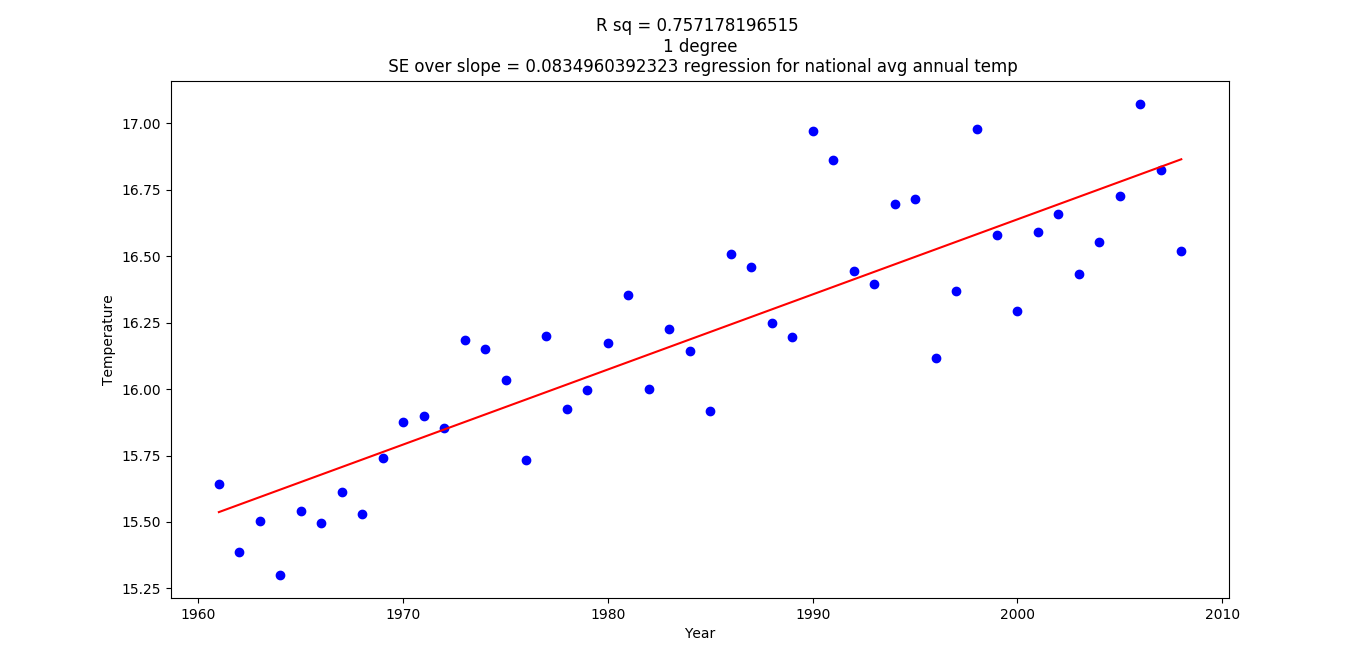 R sq = 0.757178196515
1 degree
SE over slope = 0.0834960392323 regression for national avg annual temp
17.00
16.75
16.50
16.25
16.00
15.75
15.50
15.25
Temperature
1960 1970 1980 1990 2000 2010
Year